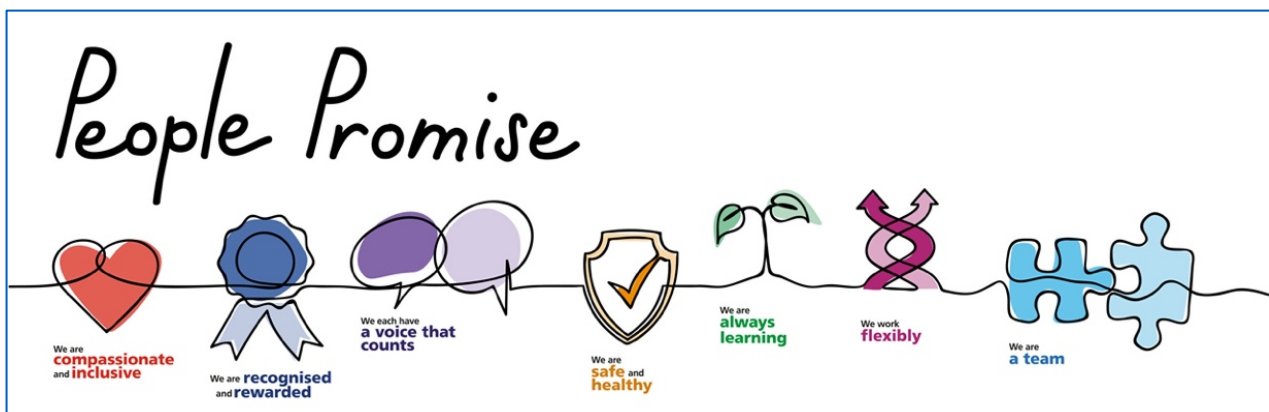 People Promise
We are
compassionate
and inclusive
We are recognised
and rewarded
We each have
a voice that
counts
We are
safe and
healthy
We are
always
learning
We work
flexibly
We are
a team